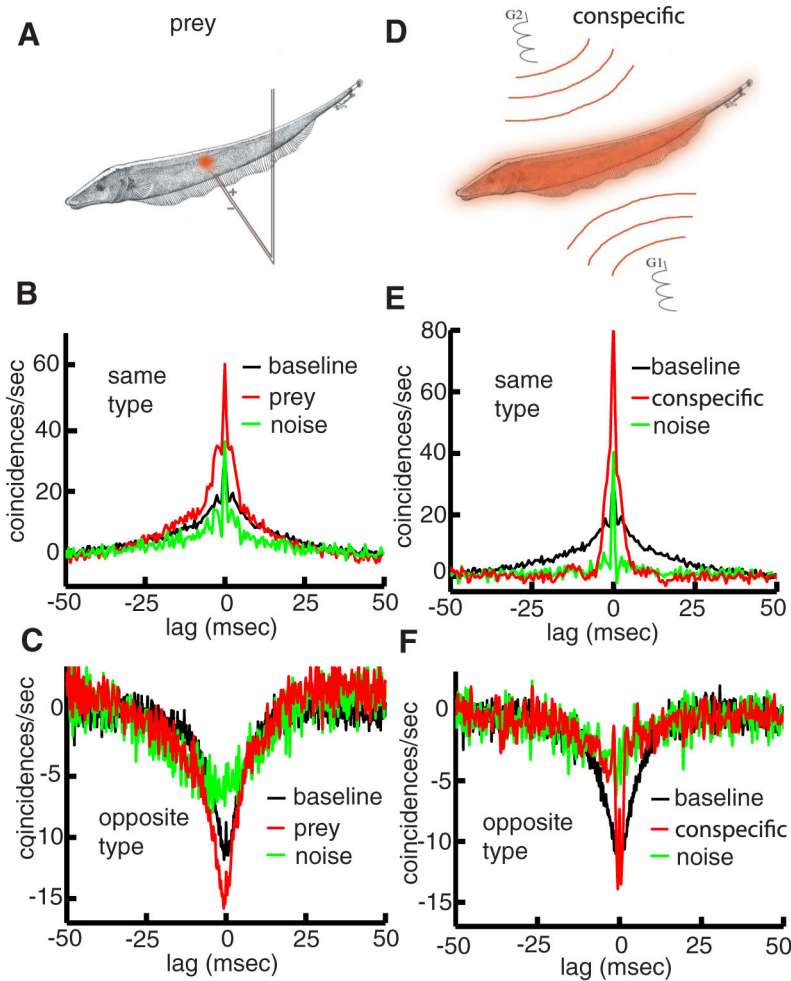 A
prey
+
−
B
60
40
20
0
coincidences/sec
same
type
baseline
prey
noise
-50
-25
0
25
50
lag (msec)
C
0
-5
-10
-15
coincidences/sec
opposite
type
baseline
prey
noise
-50
-25
0
25
50
lag (msec)
D
conspecific
G2
G1
E
80
60
40
20
0
coincidences/sec
same
type
baseline
conspecific
noise
-50
-25
0
25
50
lag (msec)
F
0
-5
-10
-15
coincidences/sec
opposite
type
baseline
conspecific
noise
-50
-25
0
25
50
lag (msec)